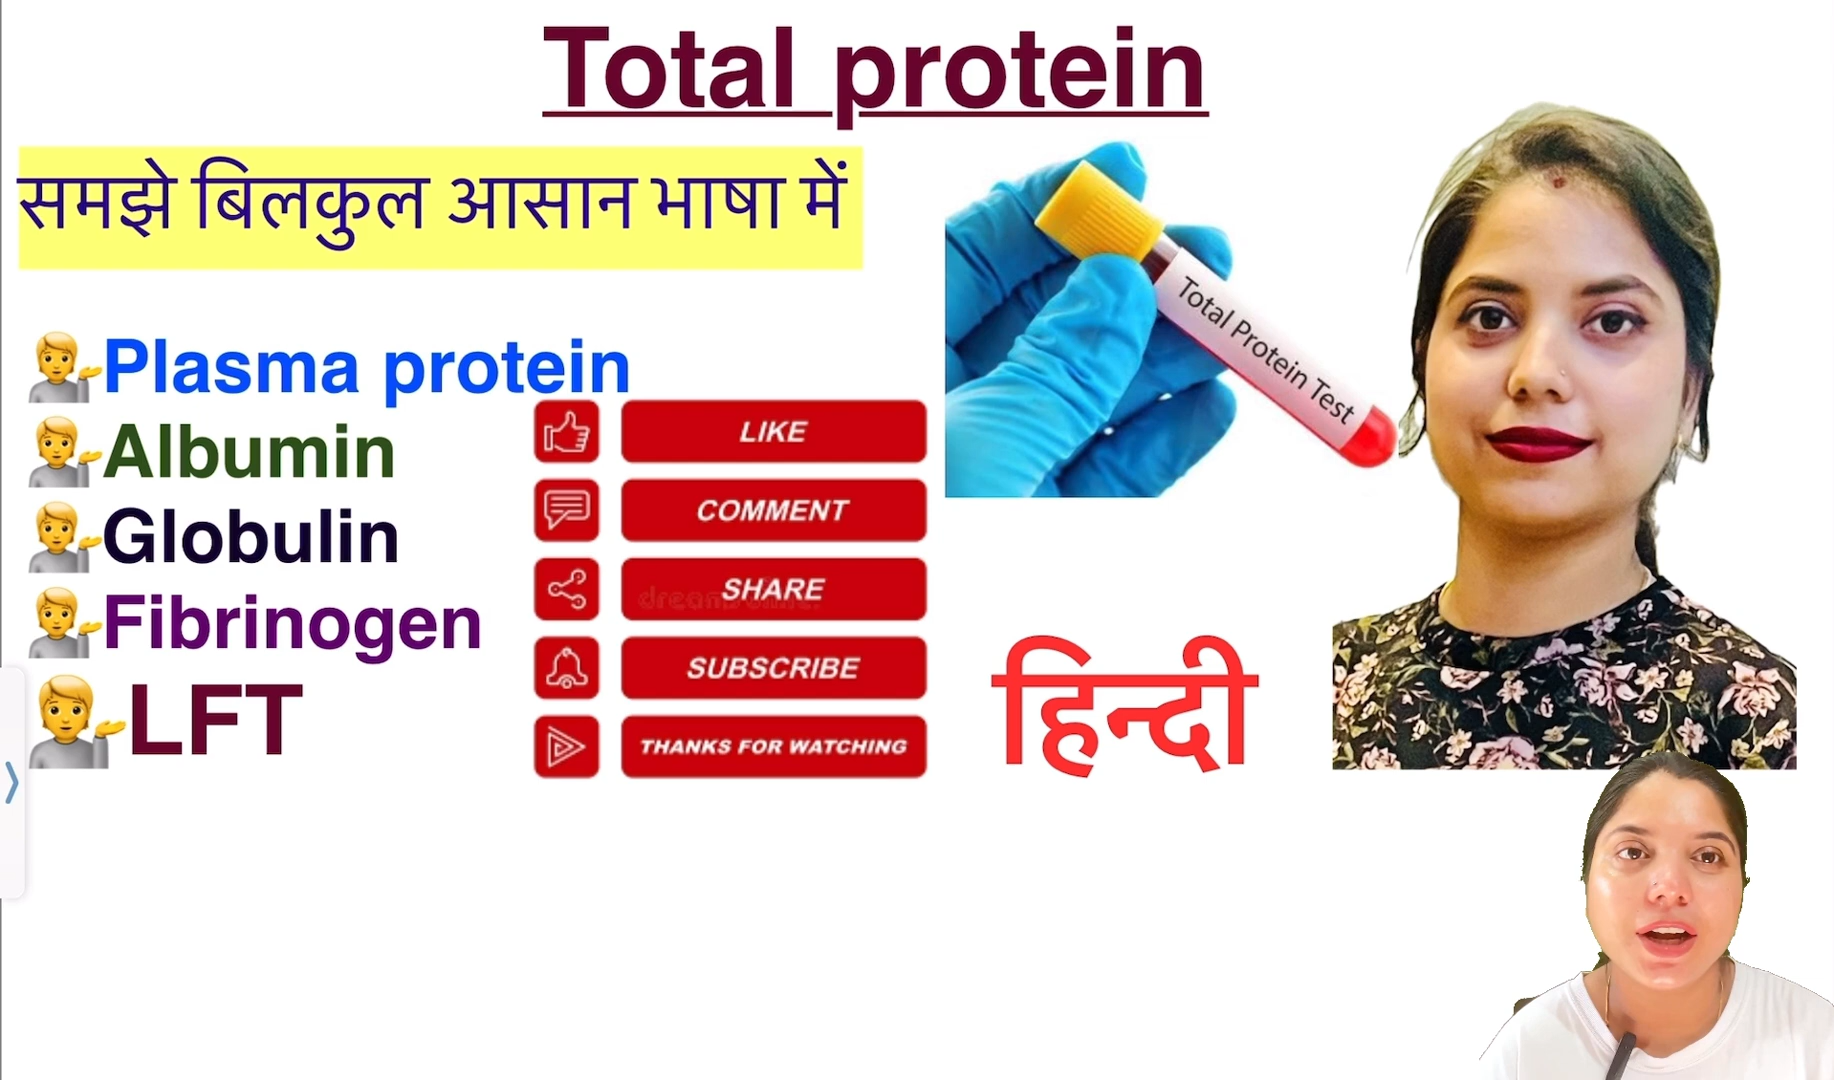 Total protein
समझे बिलकुल आसान भाषा में
Total Protein Test
Plasma protein
Albumin
Globulin
Fibrinogen
LFT
LIKE
COMMENT
SHARE
SUBSCRIBE
THANKS FOR WATCHING
हिन्दी